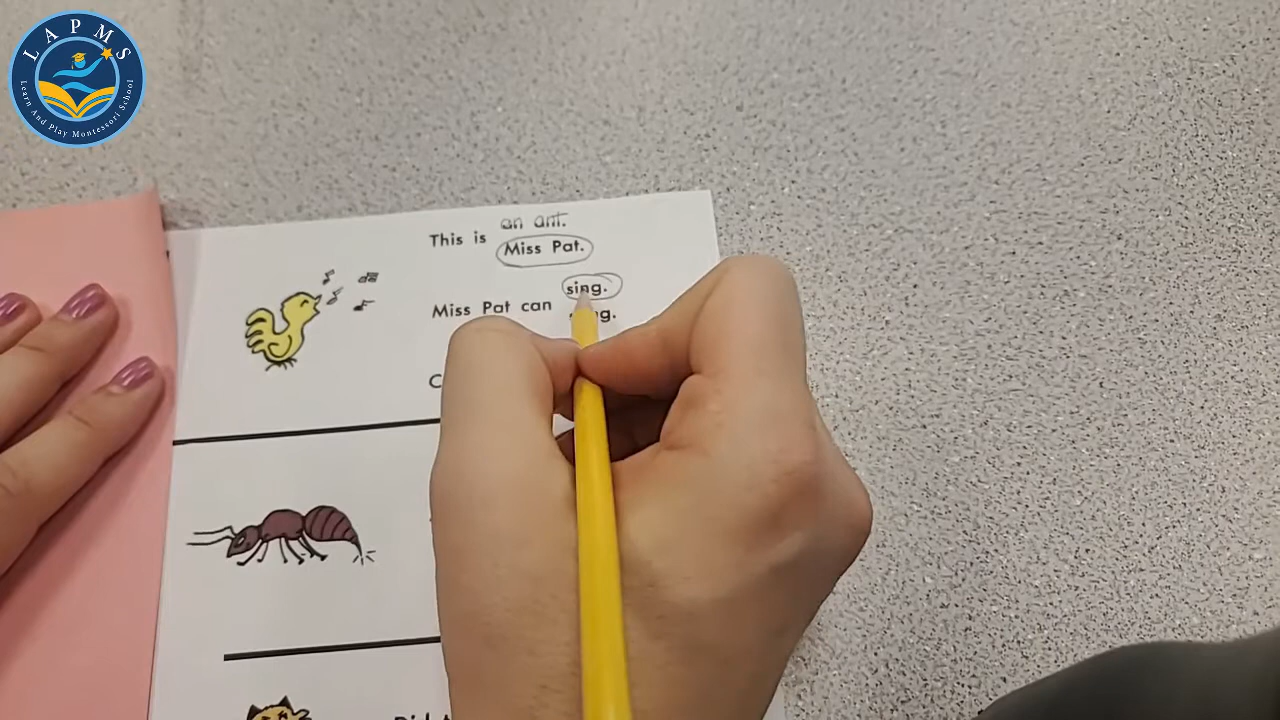 LAPMS
Learn And Play Montessori School
an ant.
This is
Miss Pat.
sing.
Miss Pat can